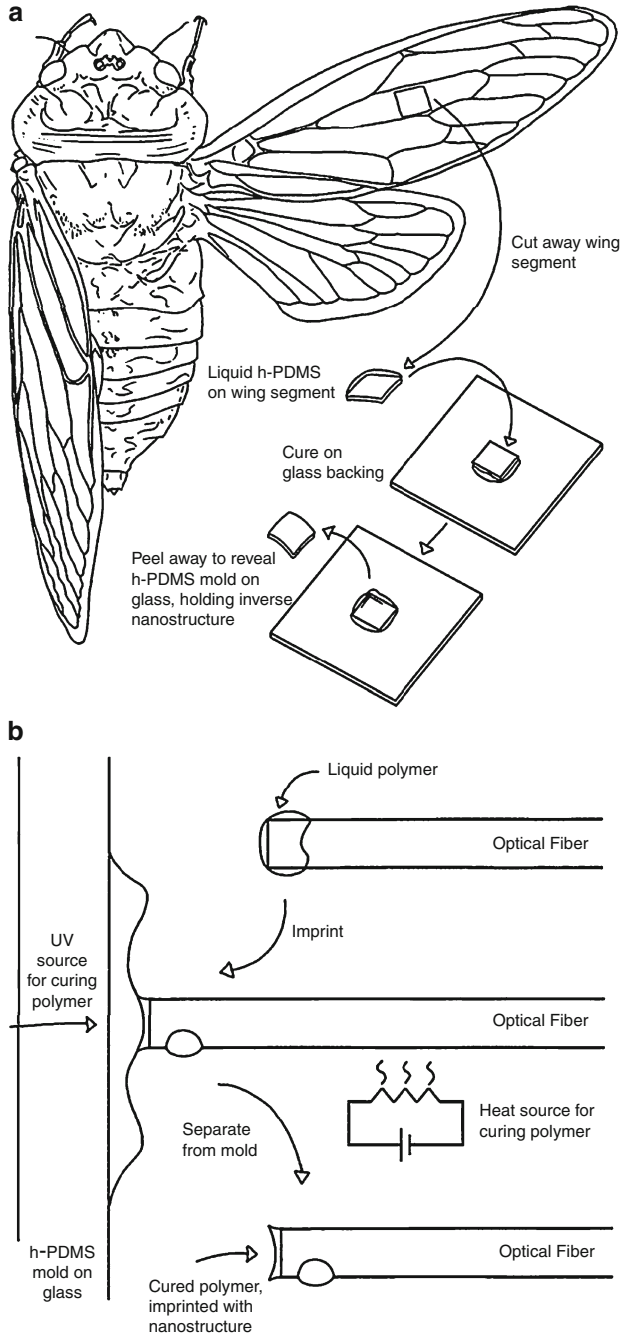 a
Cut away wing
segment
Liquid h-PDMS
on wing segment
Cure on
glass backing
Peel away to reveal
h-PDMS mold on
glass, holding inverse
nanostructure
b
Liquid polymer
Optical Fiber
Imprint
UV
source
for curing
polymer
Optical Fiber
Heat source for
curing polymer
Separate
from mold
Optical Fiber
h-PDMS
mold on
glass
Cured polymer,
imprinted with
nanostructure